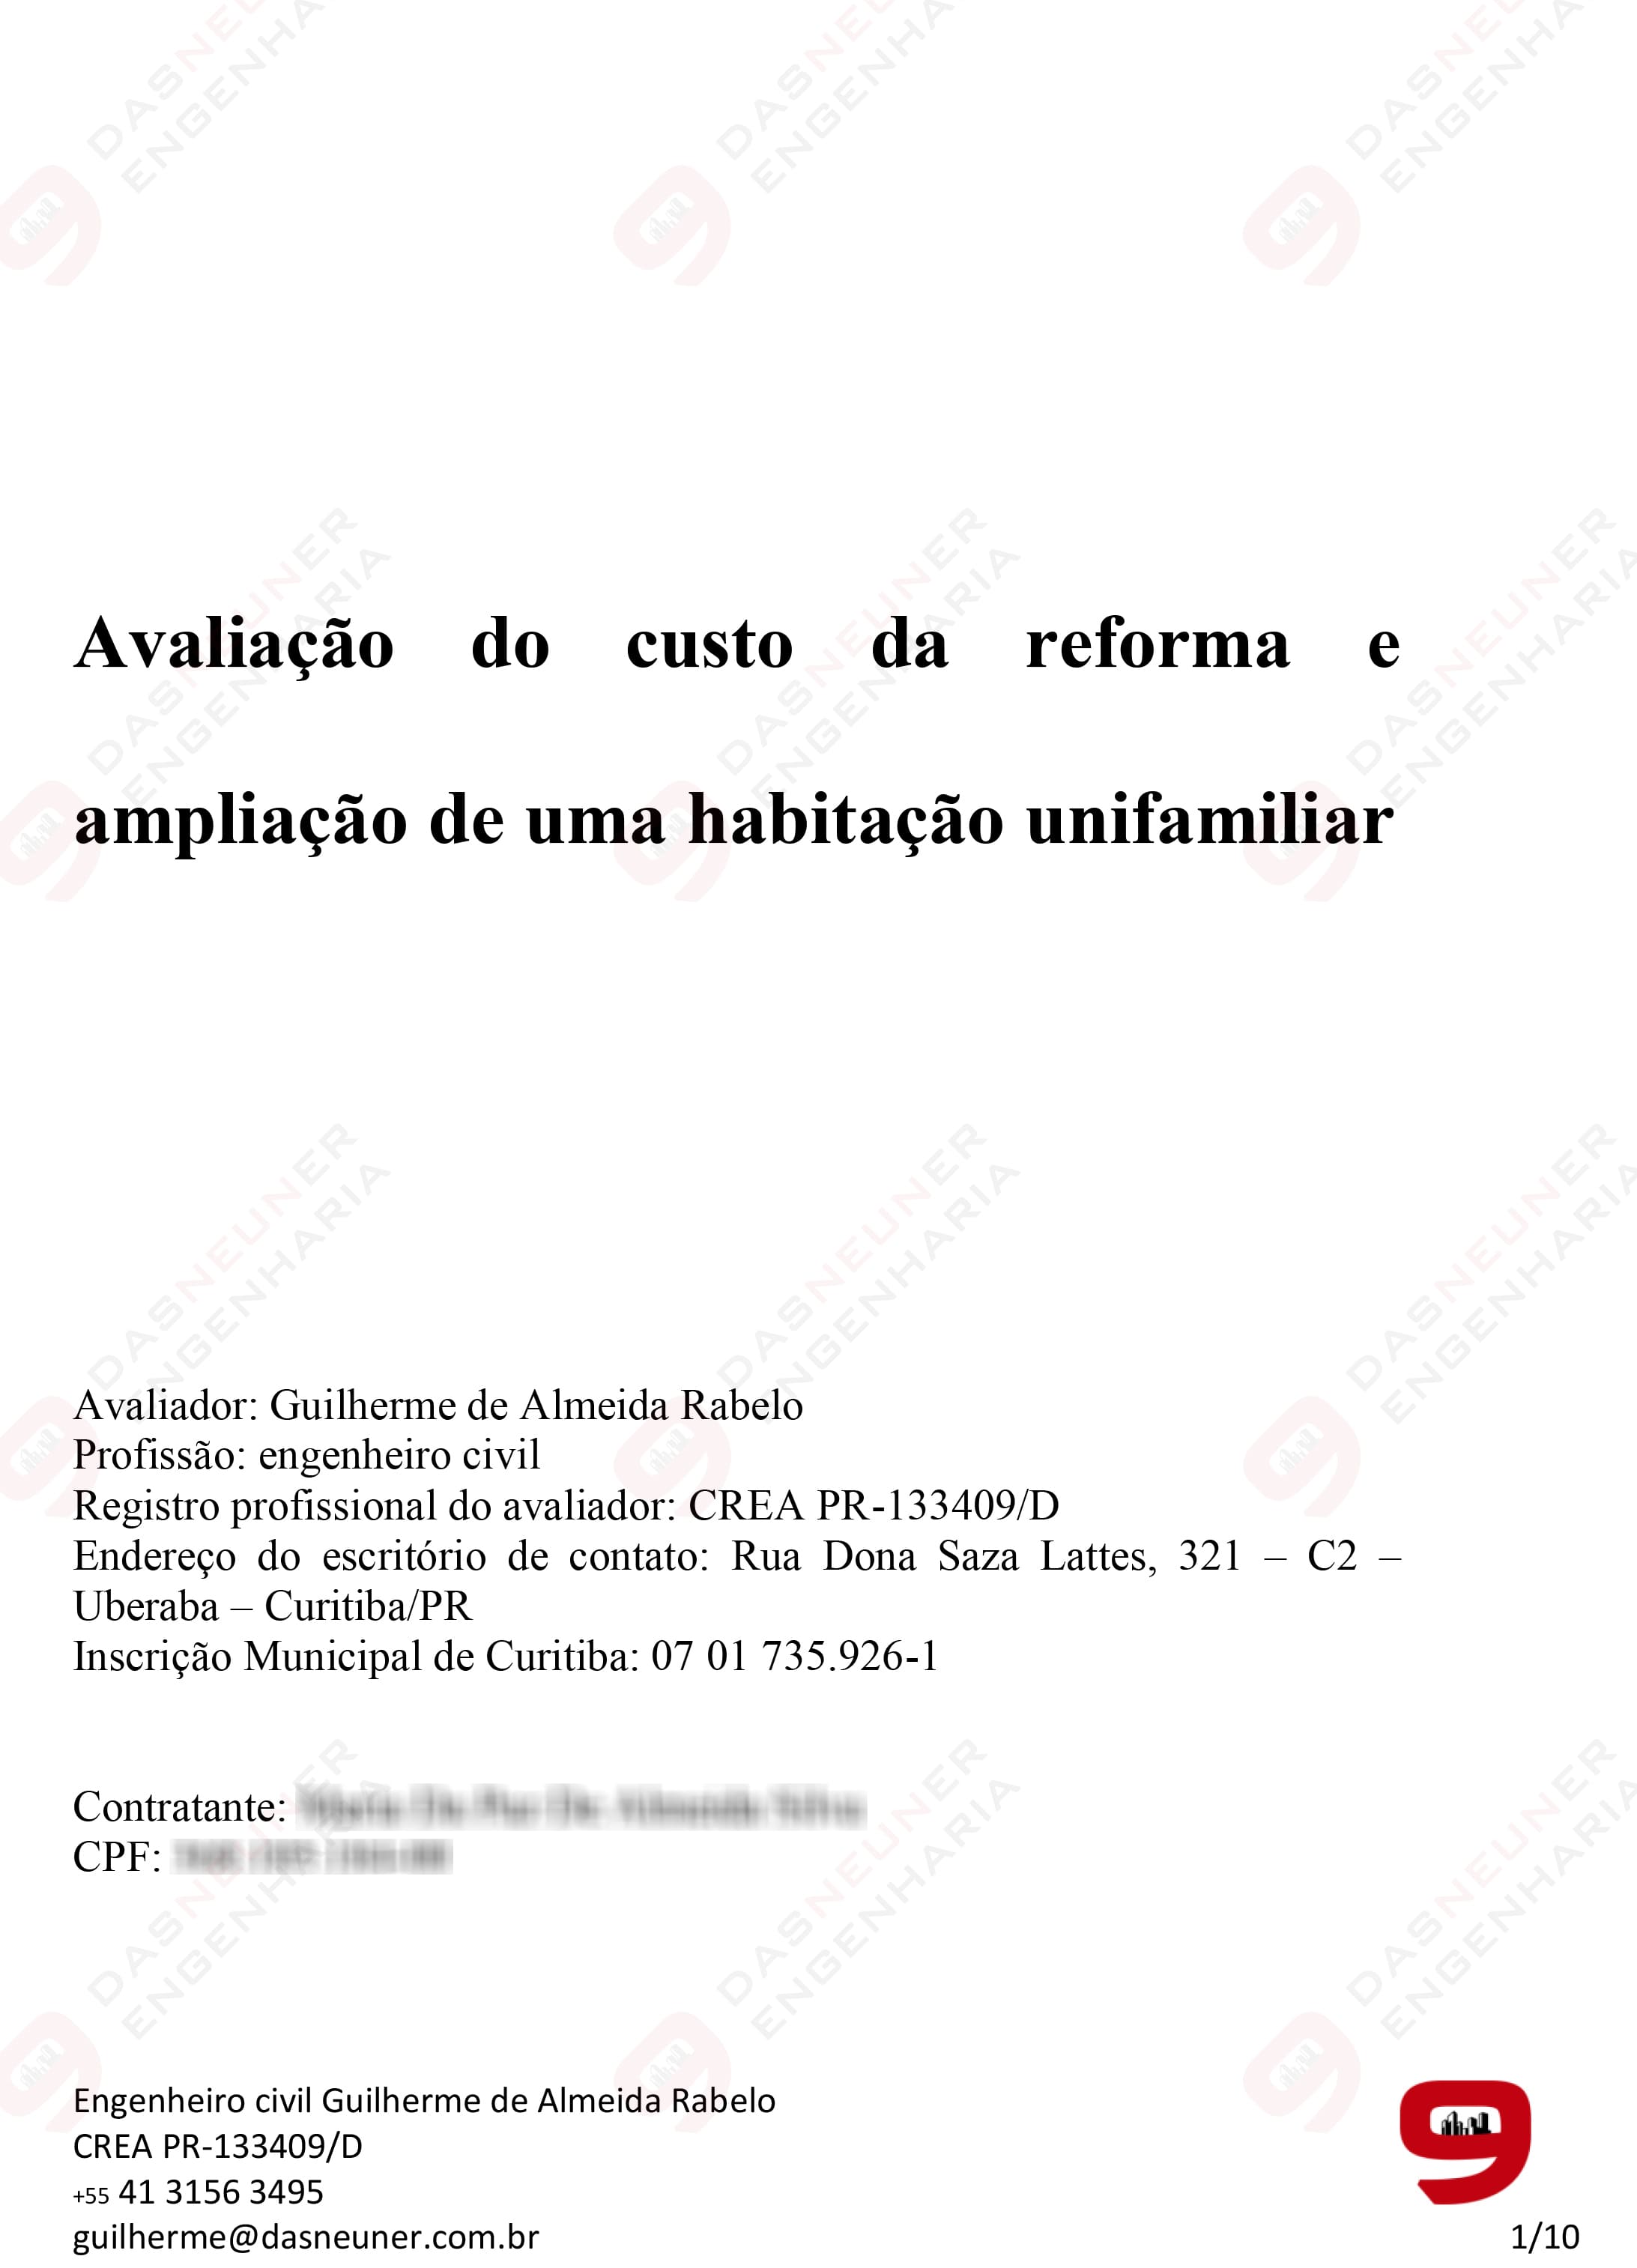 Avaliação do custo da reforma e
ampliação de uma habitação unifamiliar
Avaliador: Guilherme de Almeida Rabelo
Profissão: engenheiro civil
Registro profissional do avaliador: CREA PR-133409/D
Endereço do escritório de contato: Rua Dona Saza Lattes, 321 – C2 –
Uberaba – Curitiba/PR
Inscrição Municipal de Curitiba: 07 01 735.926-1
Contratante:
CPF:
Engenheiro civil Guilherme de Almeida Rabelo
CREA PR-133409/D
+55 41 3156 3495
guilherme@dasneuner.com.br
9
1/10
DASNEUNER
ENGENHARIA